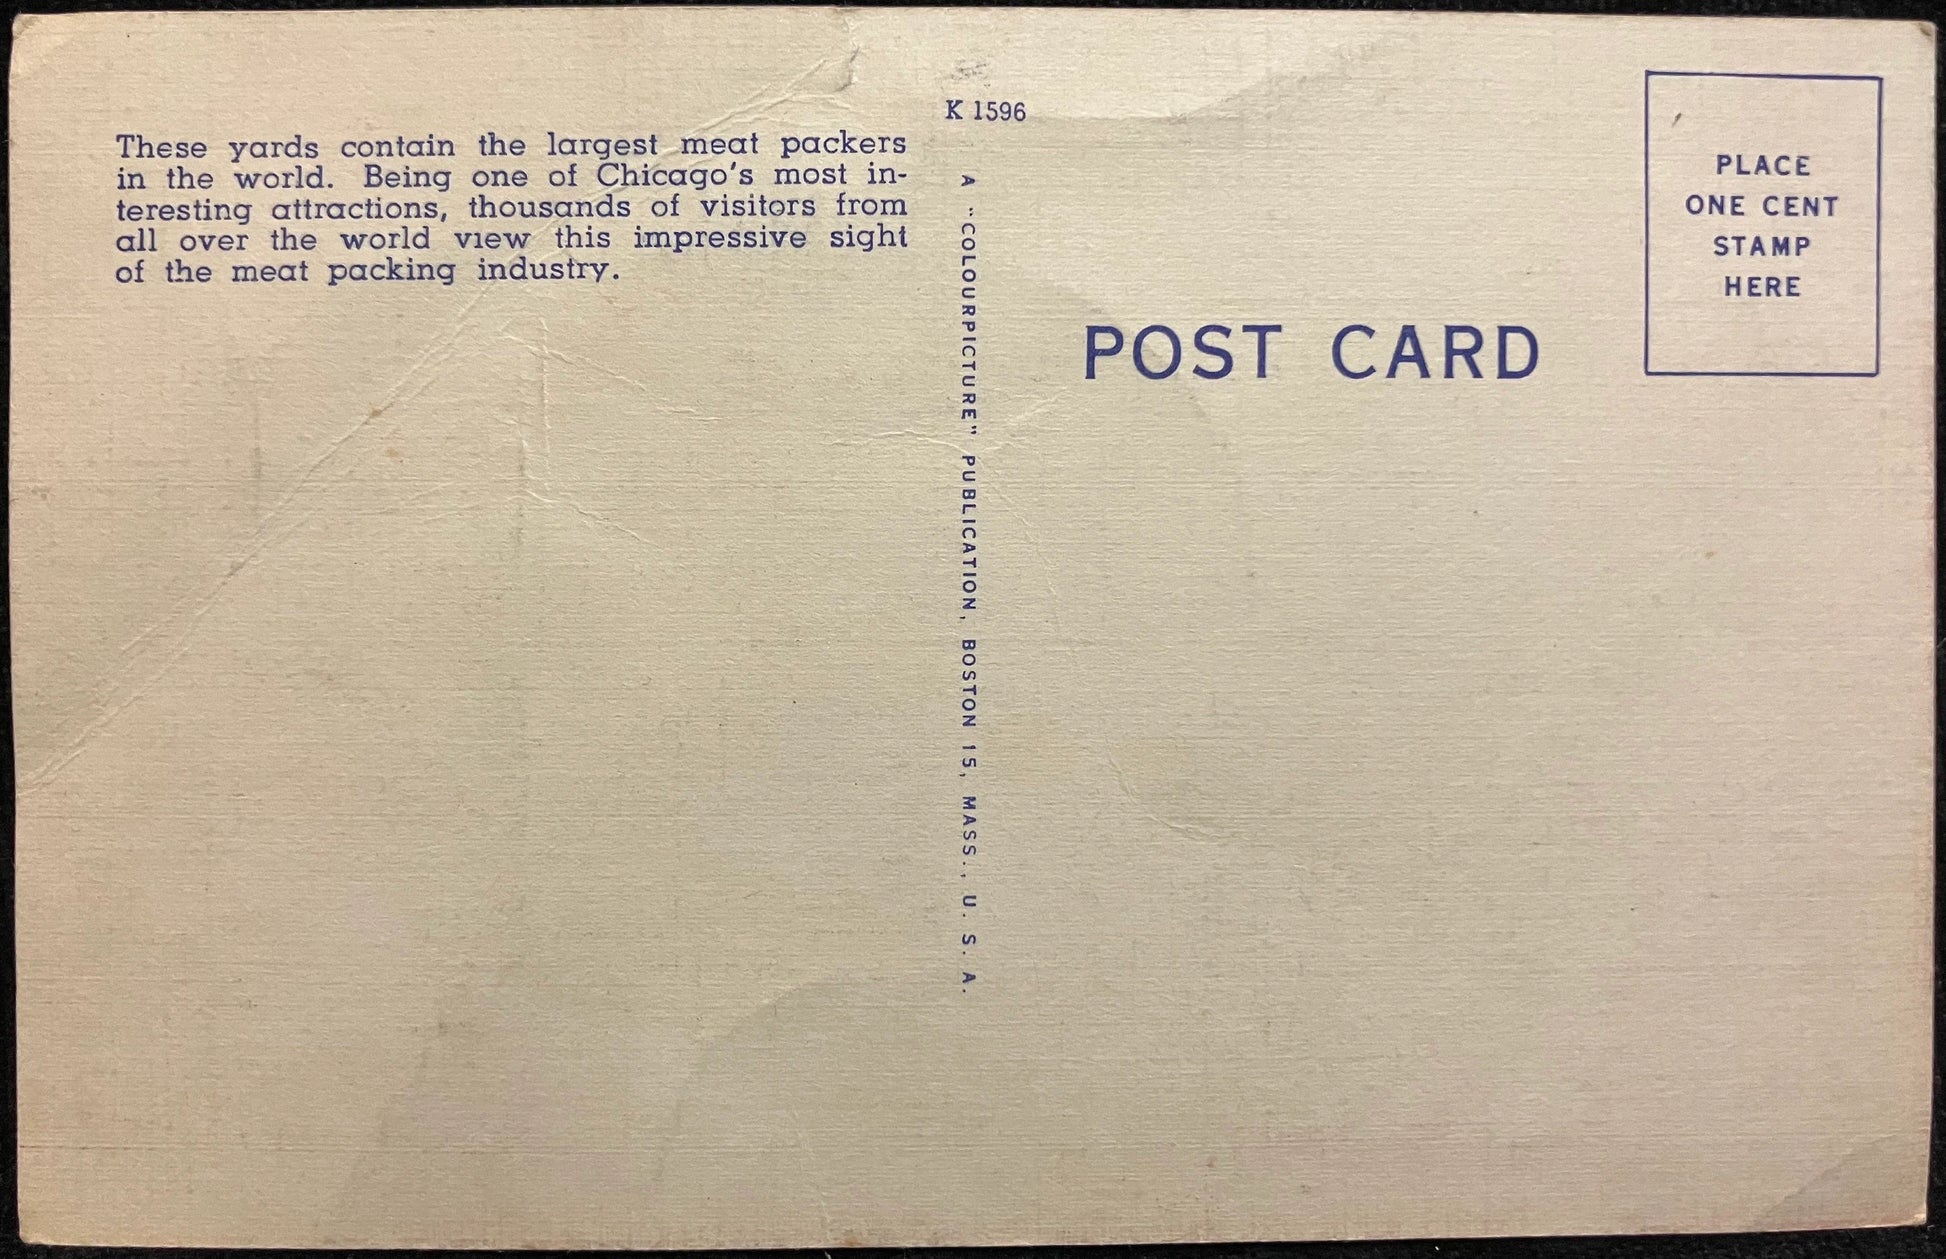 These yards contain the largest meat packers
in the world. Being one of Chicago's most in-
teresting attractions, thousands of visitors from
all over the world view this impressive sight
of the meat packing industry.
K 1596
A "COLOURPICTURE" PUBLICATION, BOSTON 15, MASS., U. S. A.
POST CARD
PLACE
ONE CENT
STAMP
HERE